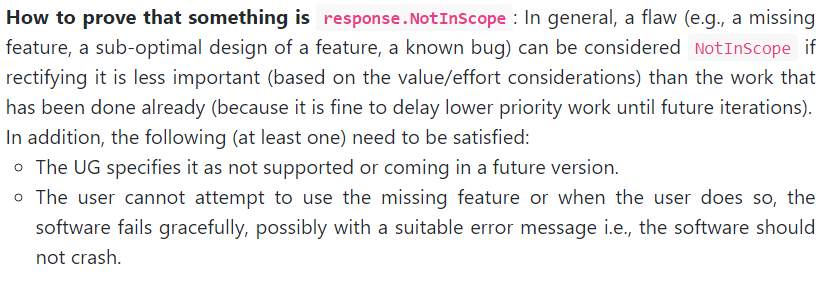 How to prove that something is response.NotInScope: In general, a flaw (e.g., a missing
feature, a sub-optimal design of a feature, a known bug) can be considered NotInScope if
rectifying it is less important (based on the value/effort considerations) than the work that
has been done already (because it is fine to delay lower priority work until future iterations).
In addition, the following (at least one) need to be satisfied:
○ The UG specifies it as not supported or coming in a future version.
○ The user cannot attempt to use the missing feature or when the user does so, the
software fails gracefully, possibly with a suitable error message i.e., the software should
not crash.